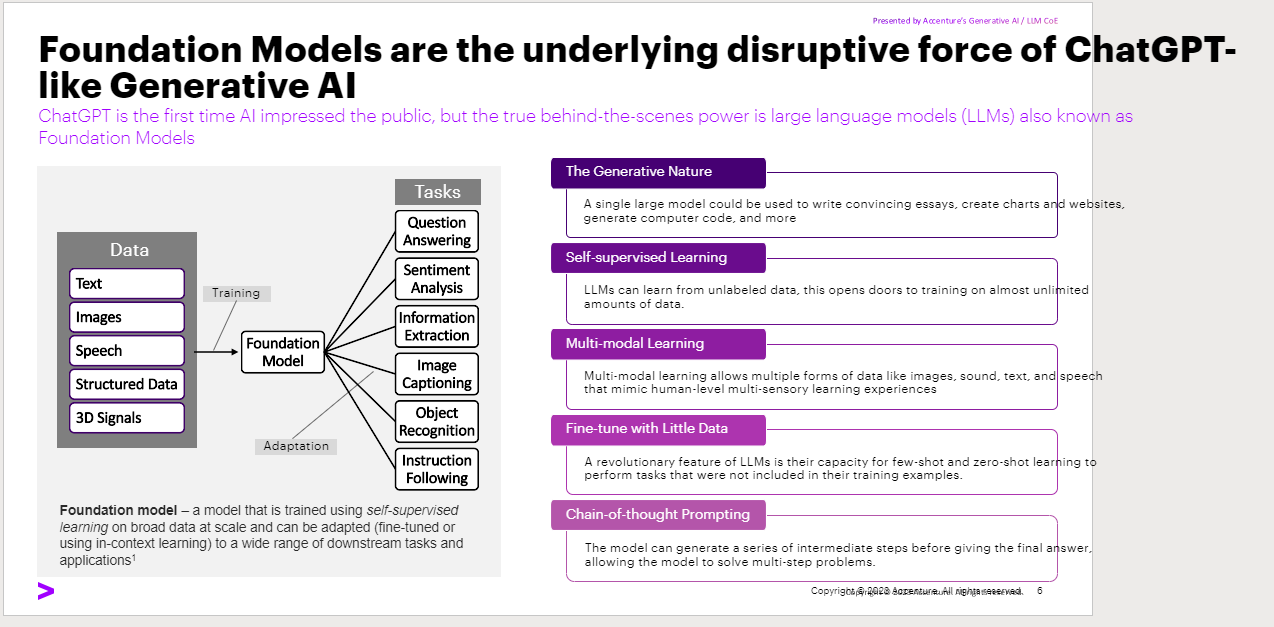 Presented by Accenture's Generative AI / LLM CoE
Foundation Models are the underlying disruptive force of ChatGPT-
like Generative AI
ChatGPT is the first time AI impressed the public, but the true behind-the-scenes power is large language models (LLMs) also known as
Foundation Models
Data
Text
Images
Speech
Structured Data
3D Signals
Training
Foundation
Model
Adaptation
Tasks
Question
Answering
Sentiment
Analysis
Information
Extraction
Image
Captioning
Object
Recognition
Instruction
Following
Foundation model – a model that is trained using self-supervised
learning on broad data at scale and can be adapted (fine-tuned or
using in-context learning) to a wide range of downstream tasks and
applications¹
The Generative Nature
A single large model could be used to write convincing essays, create charts and websites,
generate computer code, and more
Self-supervised Learning
LLMs can learn from unlabeled data, this opens doors to training on almost unlimited
amounts of data.
Multi-modal Learning
Multi-modal learning allows multiple forms of data like images, sound, text, and speech
that mimic human-level multi-sensory learning experiences
Fine-tune with Little Data
A revolutionary feature of LLMs is their capacity for few-shot and zero-shot learning to
perform tasks that were not included in their training examples.
Chain-of-thought Prompting
The model can generate a series of intermediate steps before giving the final answer,
allowing the model to solve multi-step problems.
Copyright © 2023 Accenture. All rights reserved.
6